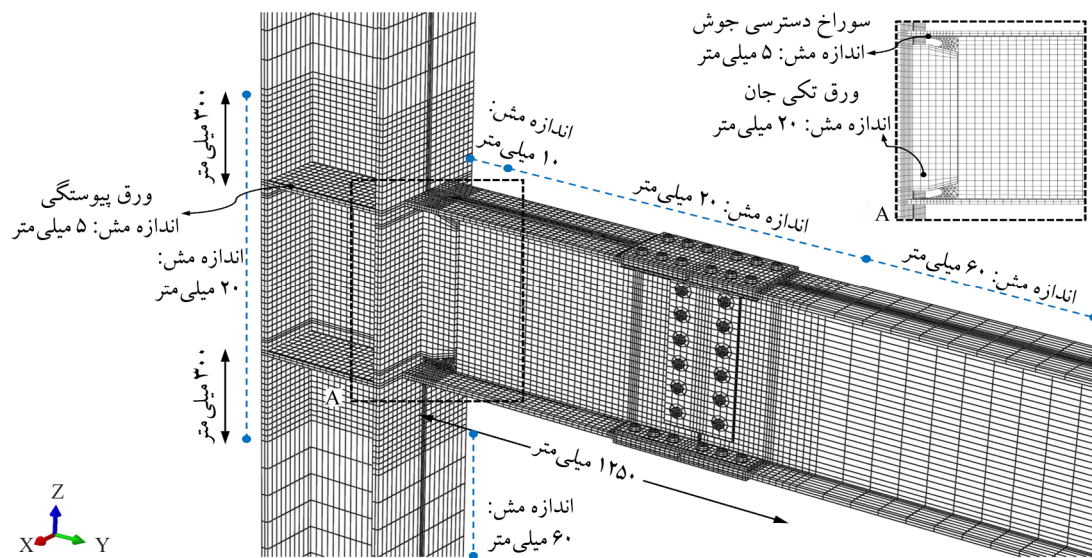 سوراخ دسترسی جوش
اندازه مش: ۵ میلی‌متر
ورق تکی جان
اندازه مش: ۲۰ میلی‌متر
A
اندازه مش:
۱۰ میلی‌متر
اندازه مش: ۲۰ میلی‌متر
اندازه مش: ۶۰ میلی‌متر
۳۰۰ میلی‌متر
ورق پیوستگی
اندازه مش: ۵ میلی‌متر
اندازه مش:
۲۰ میلی‌متر
۳۰۰ میلی‌متر
A
۱۲۵۰ میلی‌متر
اندازه مش:
۶۰ میلی‌متر
Z
X
Y